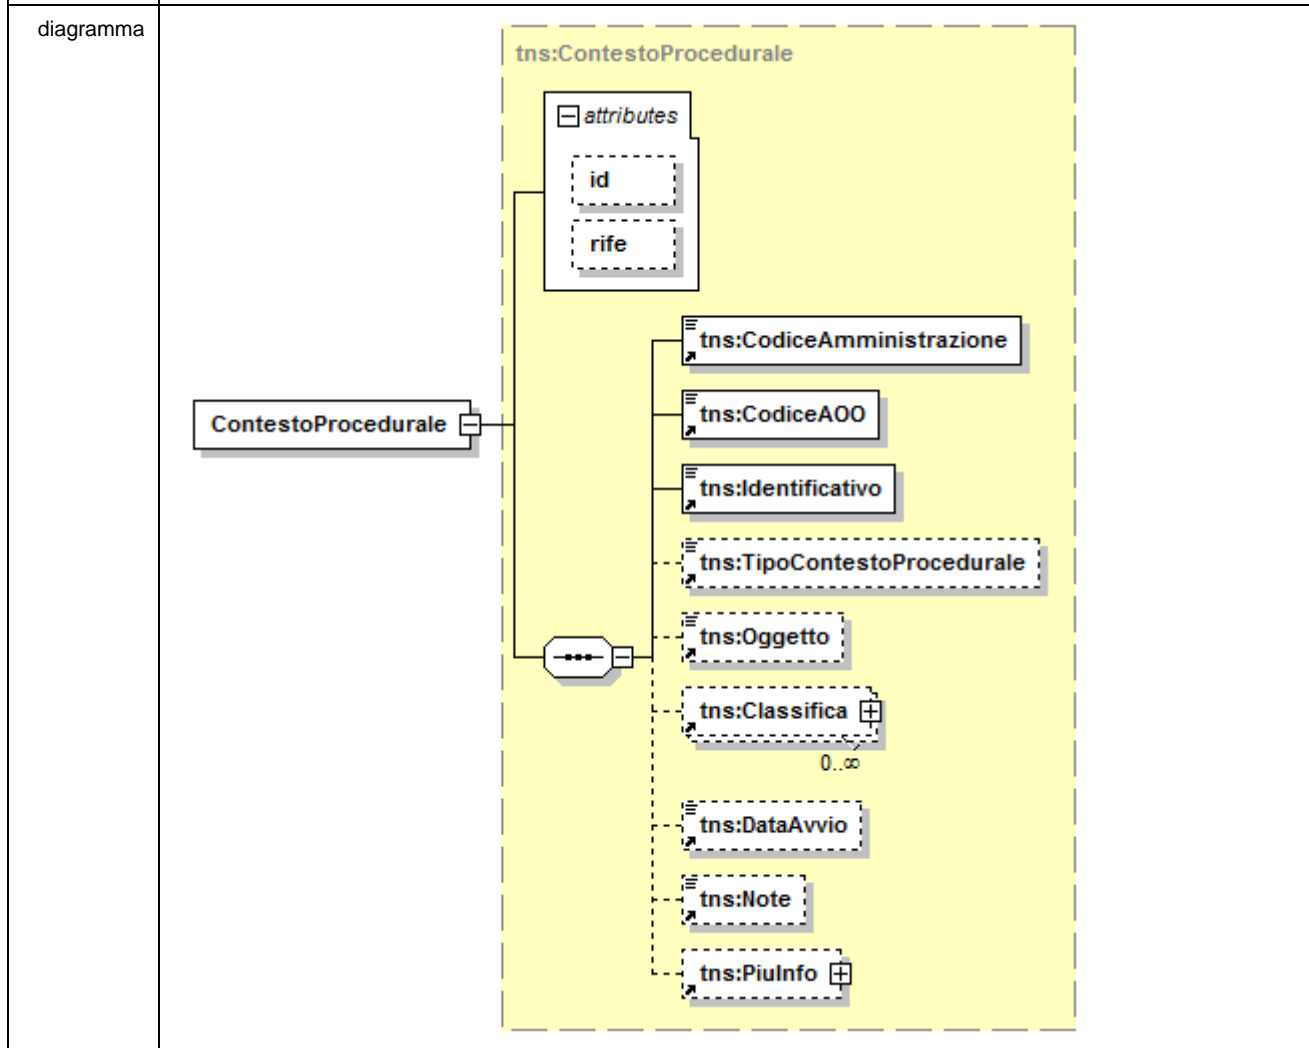 diagramma
tns:ContestoProcedurale
attributes
id
rife
tns:CodiceAmministrazione
tns:CodiceAOO
ContestoProcedurale
tns:Identificativo
tns:TipoContestoProcedurale
tns:Oggetto
tns:Classifica
0..∞
tns:DataAvvio
tns:Note
tns:PiuInfo